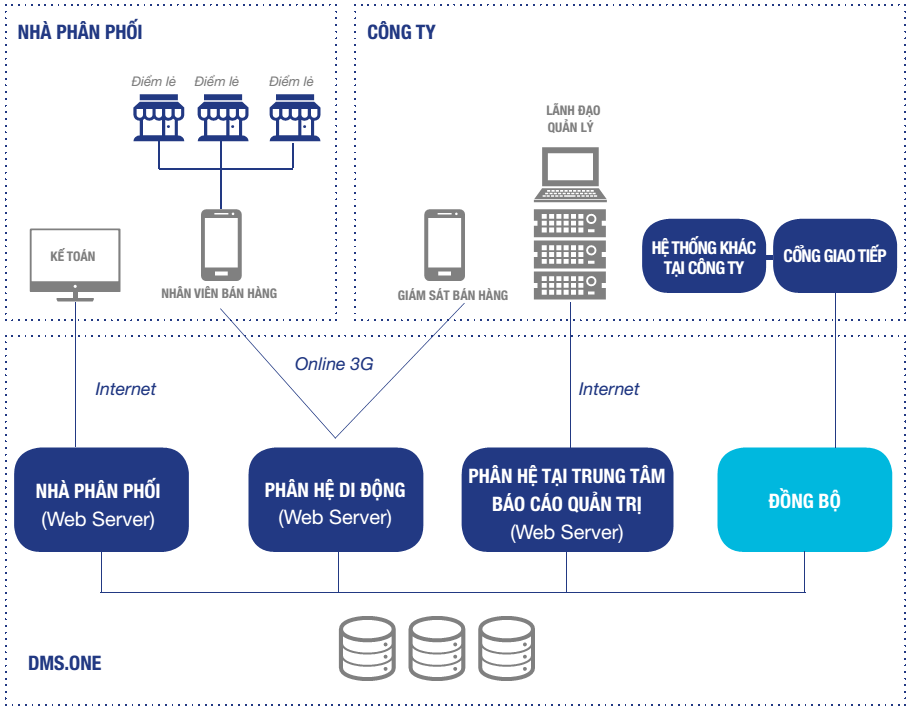 NHÀ PHÂN PHỐI
CÔNG TY
Điểm lẻ
Điểm lẻ
Điểm lẻ
LÃNH ĐẠO
QUẢN LÝ
KẾ TOÁN
HỆ THỐNG KHÁC
TẠI CÔNG TY
CỔNG GIAO TIẾP
NHÂN VIÊN BÁN HÀNG
GIÁM SÁT BÁN HÀNG
Online 3G
Internet
Internet
NHÀ PHÂN PHỐI
(Web Server)
PHÂN HỆ DI ĐỘNG
(Web Server)
PHÂN HỆ TẠI TRUNG TÂM
BÁO CÁO QUẢN TRỊ
(Web Server)
ĐỒNG BỘ
DMS.ONE